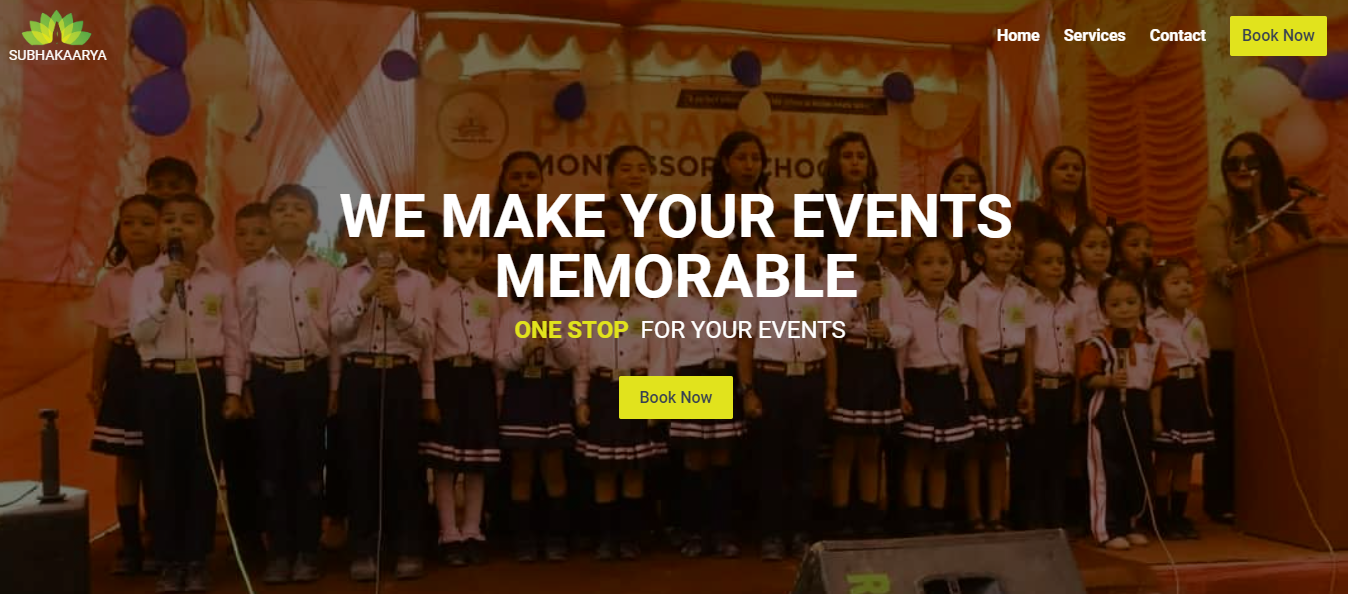 SUBHAKAARYA
Home Services Contact Book Now
PRARAMBHA
MONTESSORI SCHOOL
WE MAKE YOUR EVENTS
MEMORABLE
ONE STOP FOR YOUR EVENTS
Book Now